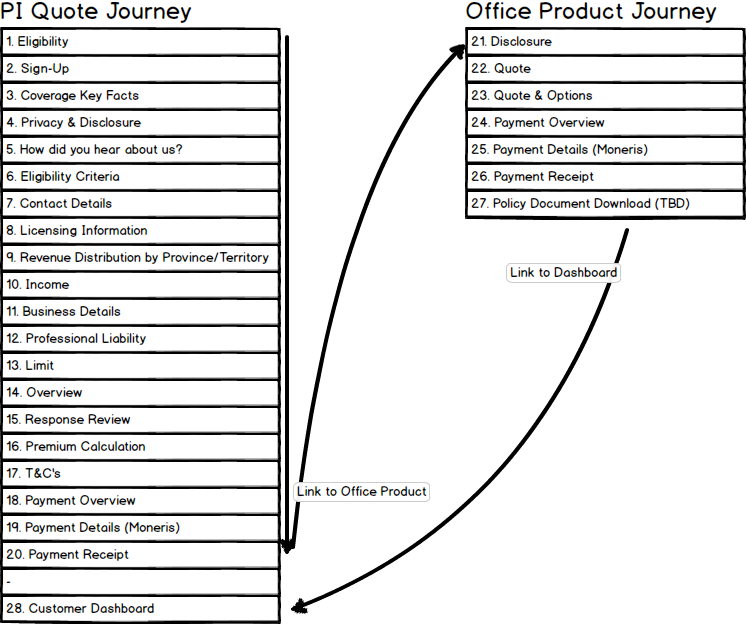 PI Quote Journey
1. Eligibility
2. Sign-Up
3. Coverage Key Facts
4. Privacy & Disclosure
5. How did you hear about us?
6. Eligibility Criteria
7. Contact Details
8. Licensing Information
9. Revenue Distribution by Province/Territory
10. Income
11. Business Details
12. Professional Liability
13. Limit
14. Overview
15. Response Review
16. Premium Calculation
17. T&C's
18. Payment Overview
19. Payment Details (Moneris)
20. Payment Receipt
-
28. Customer Dashboard
Link to Office Product
Office Product Journey
21. Disclosure
22. Quote
23. Quote & Options
24. Payment Overview
25. Payment Details (Moneris)
26. Payment Receipt
27. Policy Document Download (TBD)
Link to Dashboard